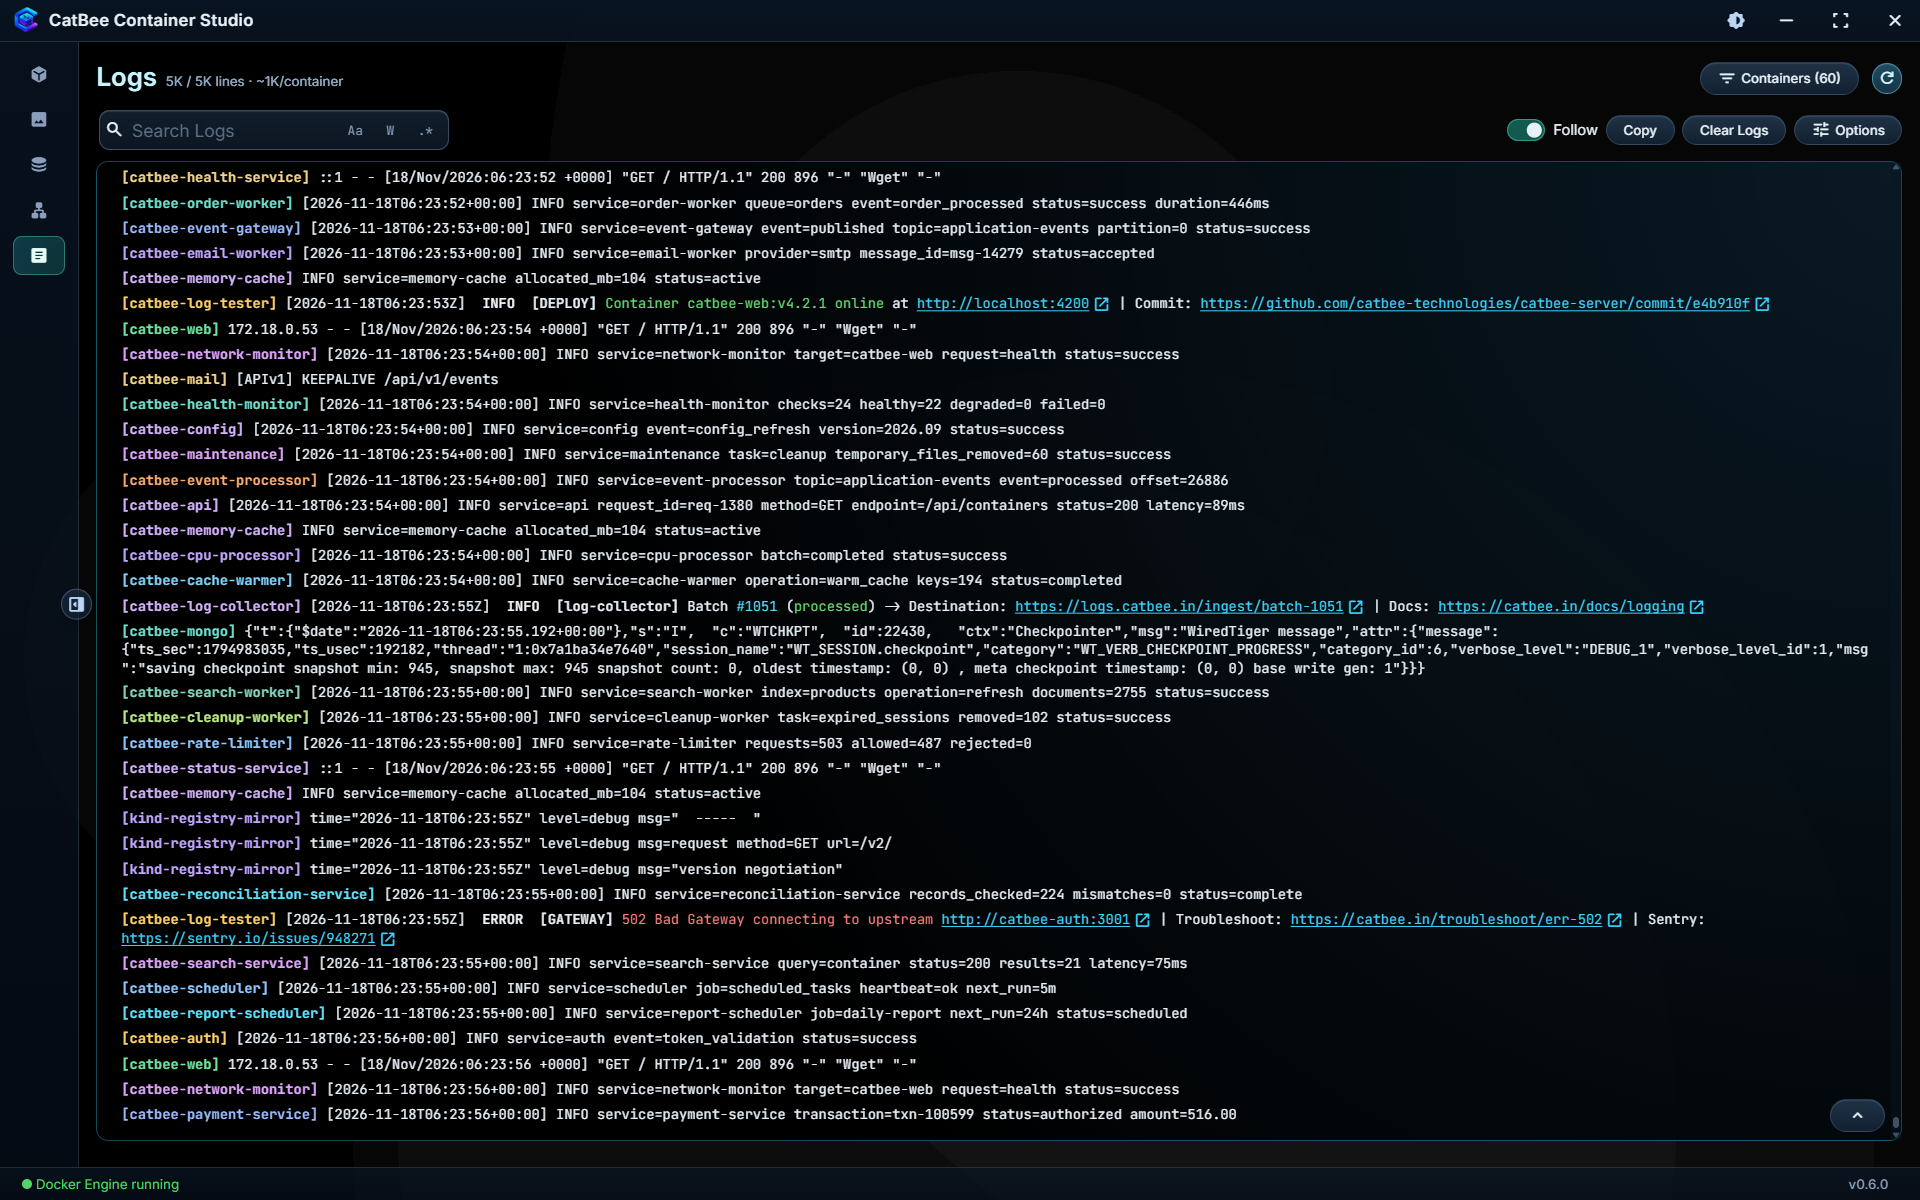 CatBee Container Studio
Logs 5K / 5K lines · ~1K/container
Containers (60)
Search Logs Aa W .*
Follow Copy Clear Logs Options
[catbee-health-service] ::1 - - [18/Nov/2026:06:23:52 +0000] "GET / HTTP/1.1" 200 896 "-" "Wget" "-"
[catbee-order-worker] [2026-11-18T06:23:52+00:00] INFO service=order-worker queue=orders event=order_processed status=success duration=446ms
[catbee-event-gateway] [2026-11-18T06:23:53+00:00] INFO service=event-gateway event=published topic=application-events partition=0 status=success
[catbee-email-worker] [2026-11-18T06:23:53+00:00] INFO service=email-worker provider=smtp message_id=msg-14279 status=accepted
[catbee-memory-cache] INFO service=memory-cache allocated_mb=104 status=active
[catbee-log-tester] [2026-11-18T06:23:53Z]  INFO  [DEPLOY] Container catbee-web:v4.2.1 online at http://localhost:4200 | Commit: https://github.com/catbee-technologies/catbee-server/commit/e4b910f
[catbee-web] 172.18.0.53 - - [18/Nov/2026:06:23:54 +0000] "GET / HTTP/1.1" 200 896 "-" "Wget" "-"
[catbee-network-monitor] [2026-11-18T06:23:54+00:00] INFO service=network-monitor target=catbee-web request=health status=success
[catbee-mail] [APIv1] KEEPALIVE /api/v1/events
[catbee-health-monitor] [2026-11-18T06:23:54+00:00] INFO service=health-monitor checks=24 healthy=22 degraded=0 failed=0
[catbee-config] [2026-11-18T06:23:54+00:00] INFO service=config event=config_refresh version=2026.09 status=success
[catbee-maintenance] [2026-11-18T06:23:54+00:00] INFO service=maintenance task=cleanup temporary_files_removed=60 status=success
[catbee-event-processor] [2026-11-18T06:23:54+00:00] INFO service=event-processor topic=application-events event=processed offset=26886
[catbee-api] [2026-11-18T06:23:54+00:00] INFO service=api request_id=req-1380 method=GET endpoint=/api/containers status=200 latency=89ms
[catbee-memory-cache] INFO service=memory-cache allocated_mb=104 status=active
[catbee-cpu-processor] [2026-11-18T06:23:54+00:00] INFO service=cpu-processor batch=completed status=success
[catbee-cache-warmer] [2026-11-18T06:23:54+00:00] INFO service=cache-warmer operation=warm_cache keys=194 status=completed
[catbee-log-collector] [2026-11-18T06:23:55Z]  INFO  [log-collector] Batch #1051 (processed) → Destination: https://logs.catbee.in/ingest/batch-1051 | Docs: https://catbee.in/docs/logging
[catbee-mongo] {"t":{"$date":"2026-11-18T06:23:55.192+00:00"},"s":"I",  "c":"WTCHKPT",  "id":22430,   "ctx":"Checkpointer","msg":"WiredTiger message","attr":{"message":
{"ts_sec":1794983035,"ts_usec":192182,"thread":"1:0x7a1ba34e7640","session_name":"WT_SESSION.checkpoint","category":"WT_VERB_CHECKPOINT_PROGRESS","category_id":6,"verbose_level":"DEBUG_1","verbose_level_id":1,"msg
":"saving checkpoint snapshot min: 945, snapshot max: 945 snapshot count: 0, oldest timestamp: (0, 0) , meta checkpoint timestamp: (0, 0) base write gen: 1"}}}
[catbee-search-worker] [2026-11-18T06:23:55+00:00] INFO service=search-worker index=products operation=refresh documents=2755 status=success
[catbee-cleanup-worker] [2026-11-18T06:23:55+00:00] INFO service=cleanup-worker task=expired_sessions removed=102 status=success
[catbee-rate-limiter] [2026-11-18T06:23:55+00:00] INFO service=rate-limiter requests=503 allowed=487 rejected=0
[catbee-status-service] ::1 - - [18/Nov/2026:06:23:55 +0000] "GET / HTTP/1.1" 200 896 "-" "Wget" "-"
[catbee-memory-cache] INFO service=memory-cache allocated_mb=104 status=active
[kind-registry-mirror] time="2026-11-18T06:23:55Z" level=debug msg="  -----  "
[kind-registry-mirror] time="2026-11-18T06:23:55Z" level=debug msg=request method=GET url=/v2/
[kind-registry-mirror] time="2026-11-18T06:23:55Z" level=debug msg="version negotiation"
[catbee-reconciliation-service] [2026-11-18T06:23:55+00:00] INFO service=reconciliation-service records_checked=224 mismatches=0 status=complete
[catbee-log-tester] [2026-11-18T06:23:55Z]  ERROR  [GATEWAY] 502 Bad Gateway connecting to upstream http://catbee-auth:3001 | Troubleshoot: https://catbee.in/troubleshoot/err-502 | Sentry:
https://sentry.io/issues/948271
[catbee-search-service] [2026-11-18T06:23:55+00:00] INFO service=search-service query=container status=200 results=21 latency=75ms
[catbee-scheduler] [2026-11-18T06:23:55+00:00] INFO service=scheduler job=scheduled_tasks heartbeat=ok next_run=5m
[catbee-report-scheduler] [2026-11-18T06:23:55+00:00] INFO service=report-scheduler job=daily-report next_run=24h status=scheduled
[catbee-auth] [2026-11-18T06:23:56+00:00] INFO service=auth event=token_validation status=success
[catbee-web] 172.18.0.53 - - [18/Nov/2026:06:23:56 +0000] "GET / HTTP/1.1" 200 896 "-" "Wget" "-"
[catbee-network-monitor] [2026-11-18T06:23:56+00:00] INFO service=network-monitor target=catbee-web request=health status=success
[catbee-payment-service] [2026-11-18T06:23:56+00:00] INFO service=payment-service transaction=txn-100599 status=authorized amount=516.00
Docker Engine running
v0.6.0